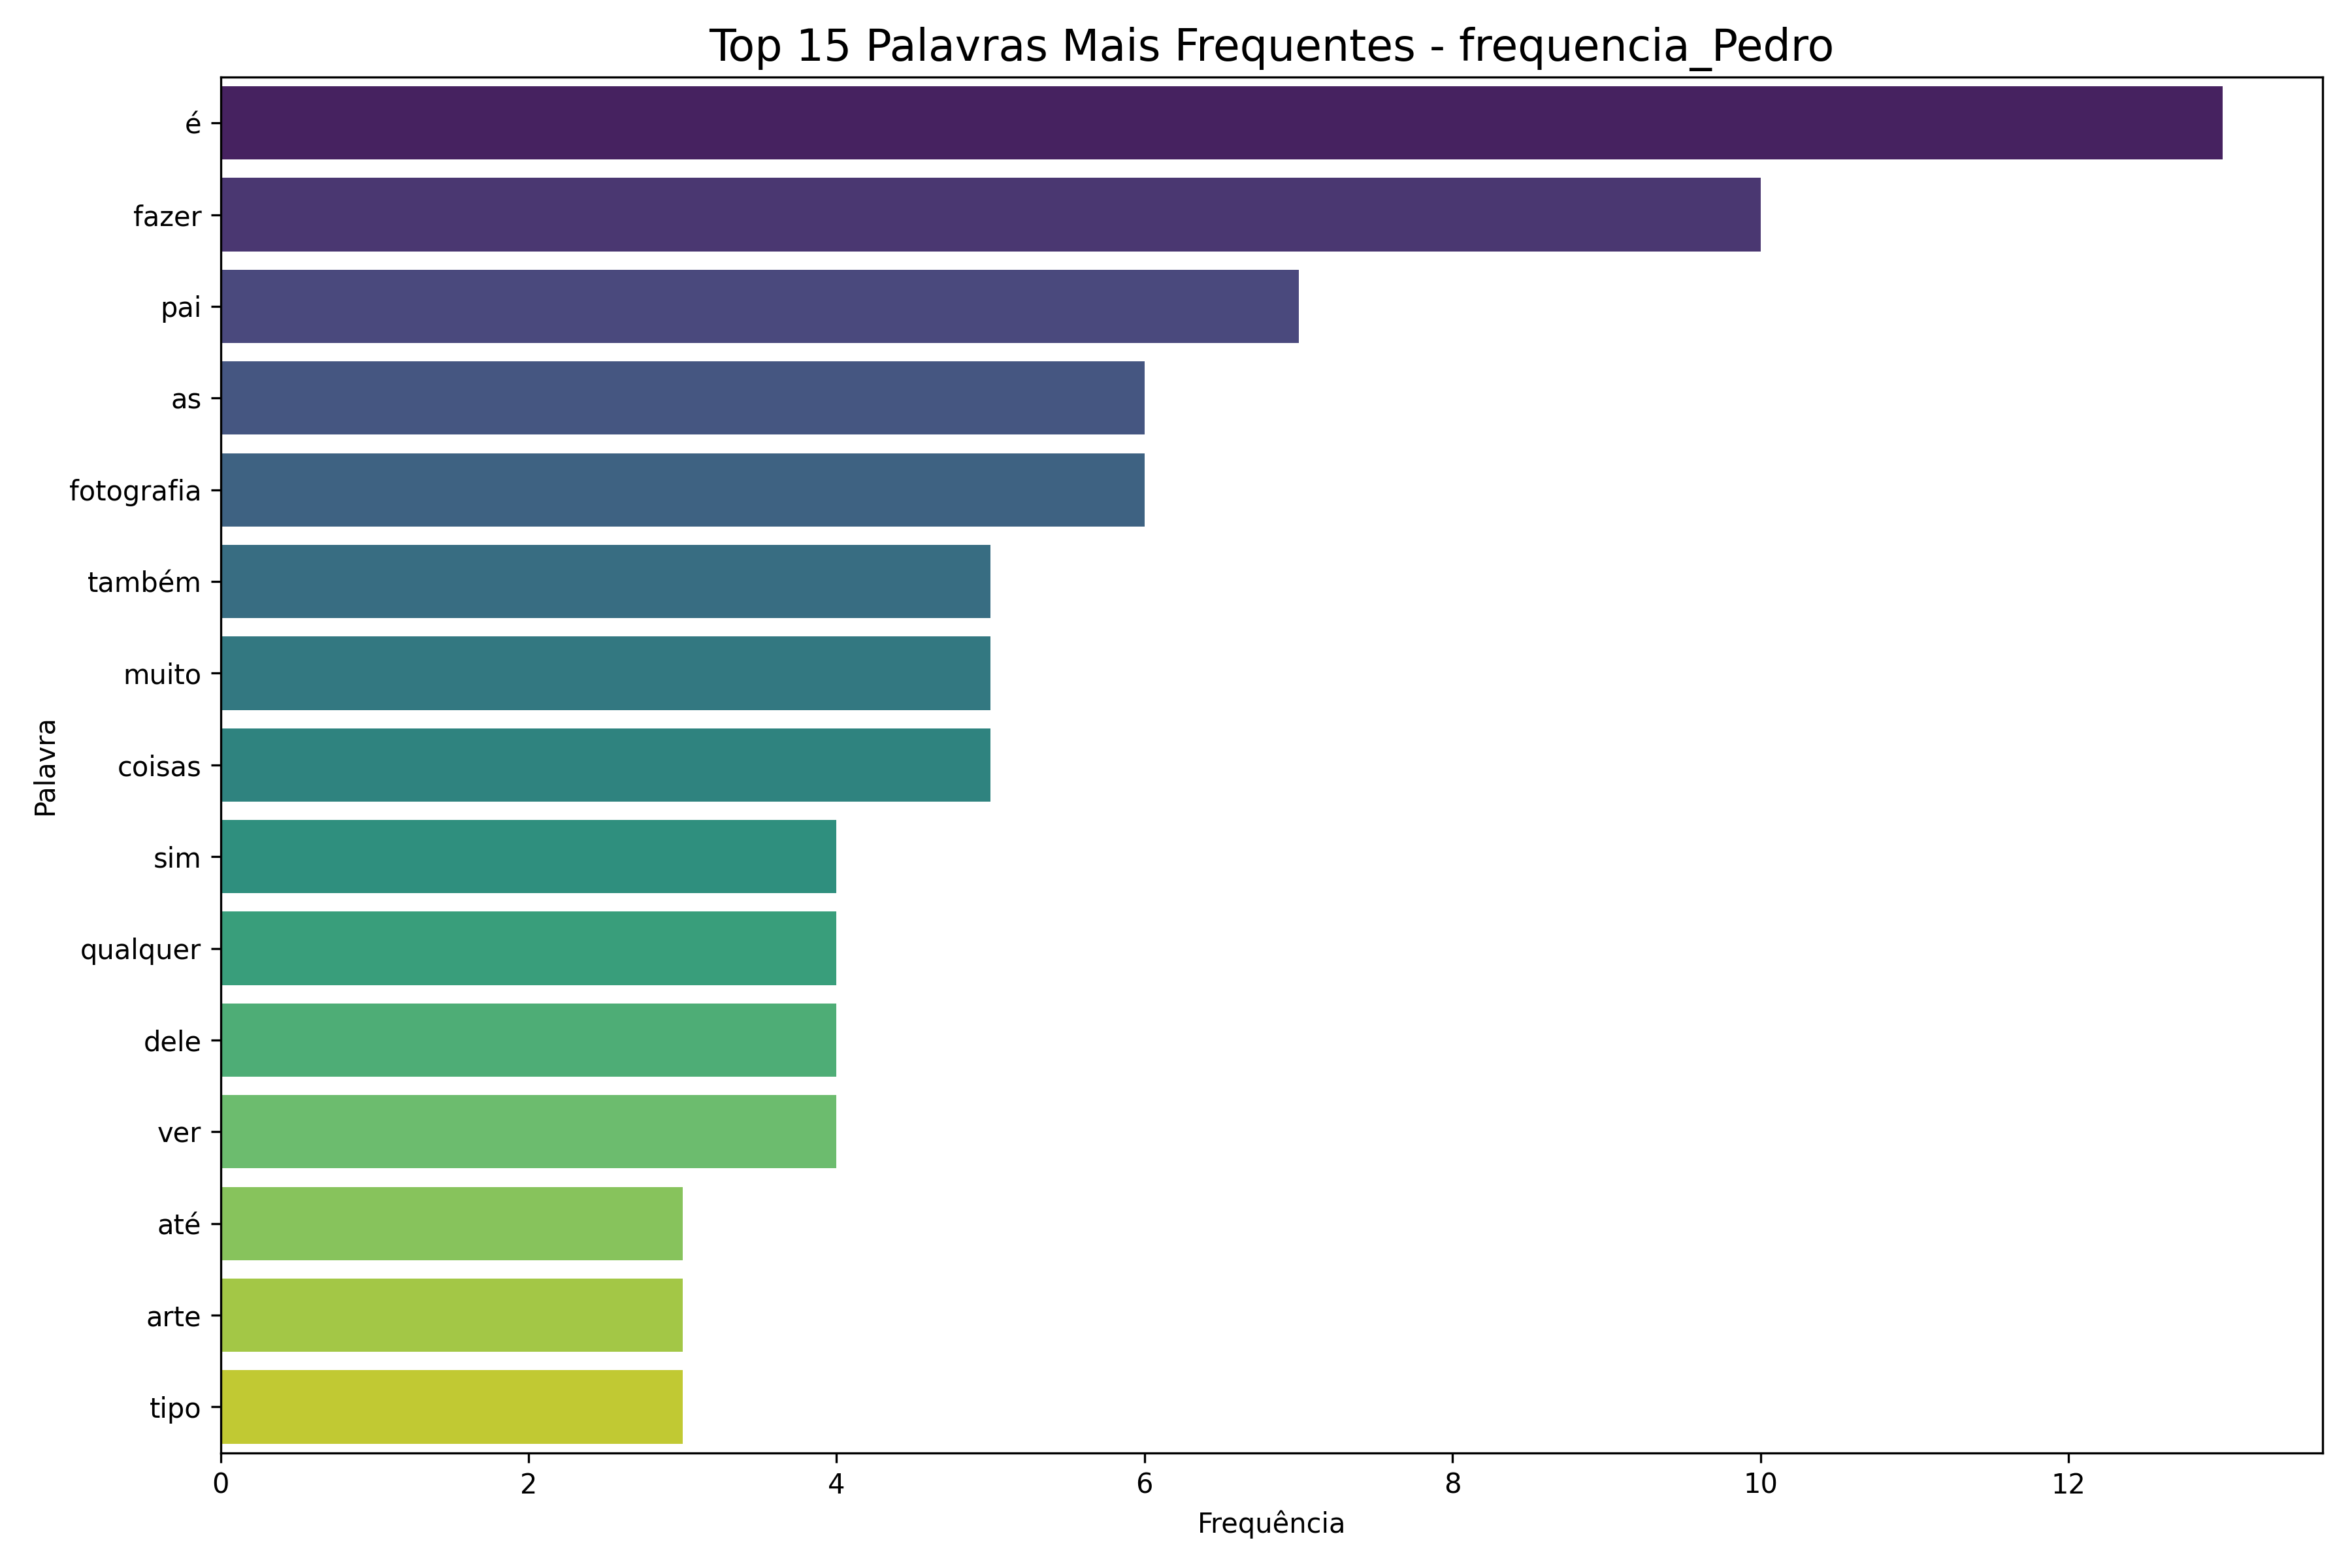 Top 15 Palavras Mais Frequentes - frequencia_Pedro
é
fazer
pai
as
fotografia
também
muito
coisas
sim
qualquer
dele
ver
até
arte
tipo
Palavra
0 2 4 6 8 10 12
Frequência